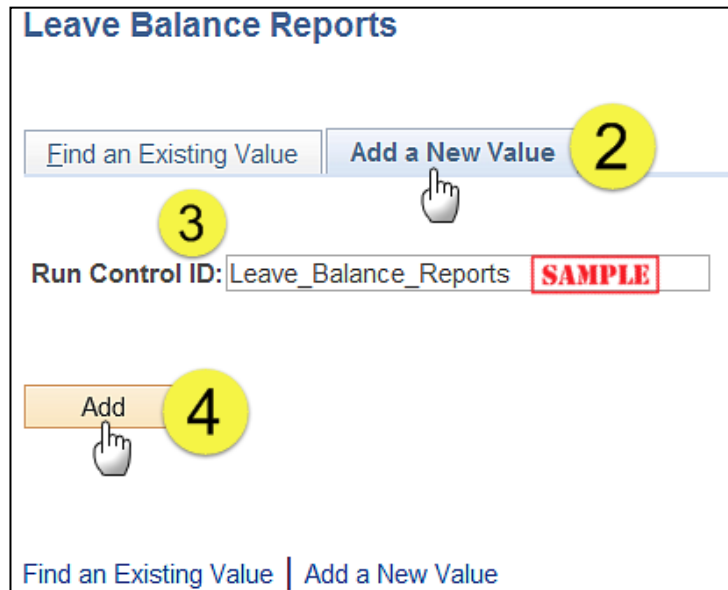 Leave Balance Reports
Find an Existing Value
Add a New Value
2
3
Run Control ID: Leave_Balance_Reports SAMPLE
Add
4
Find an Existing Value | Add a New Value